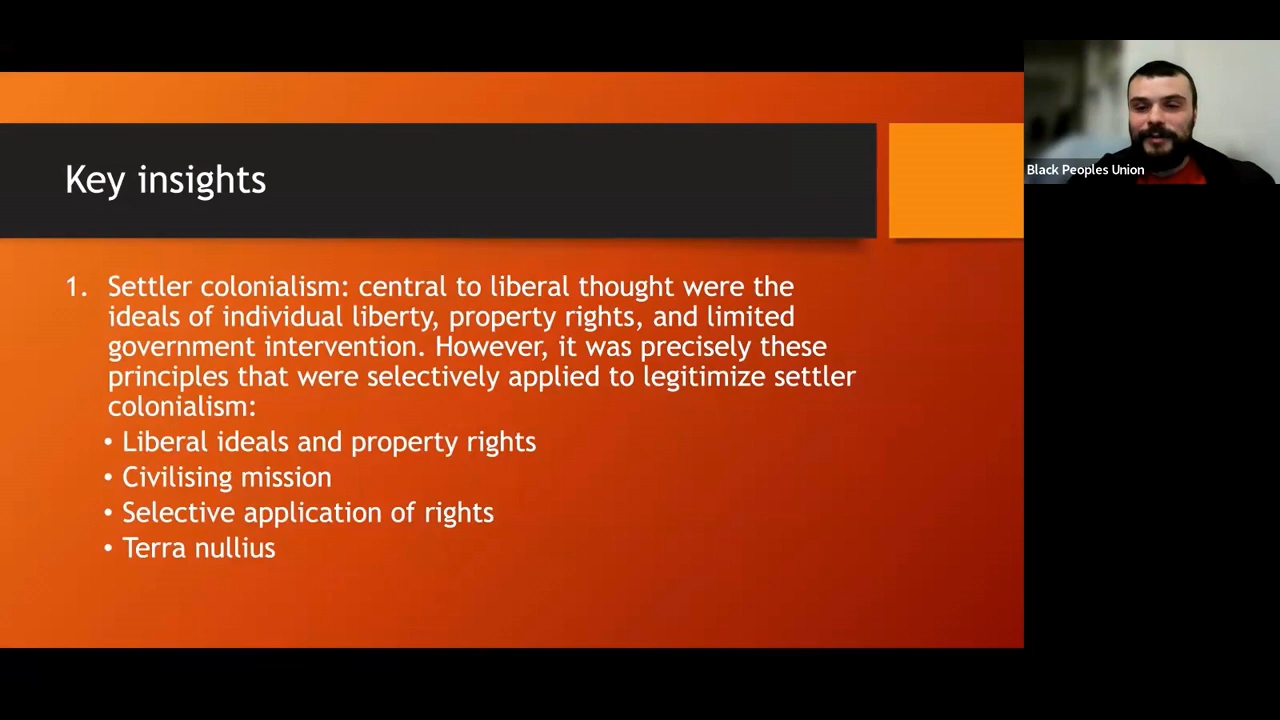 Key insights
1. Settler colonialism: central to liberal thought were the
ideals of individual liberty, property rights, and limited
government intervention. However, it was precisely these
principles that were selectively applied to legitimize settler
colonialism:
• Liberal ideals and property rights
• Civilising mission
• Selective application of rights
• Terra nullius
Black Peoples Union